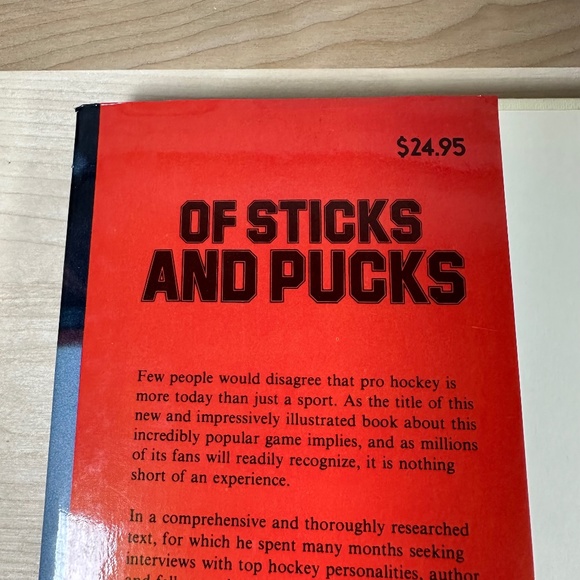 $24.95
OF STICKS
AND PUCKS
Few people would disagree that pro hockey is
more today than just a sport. As the title of this
new and impressively illustrated book about this
incredibly popular game implies, and as millions
of its fans will readily recognize, it is nothing
short of an experience.
In a comprehensive and thoroughly researched
text, for which he spent many months seeking
interviews with top hockey personalities, author